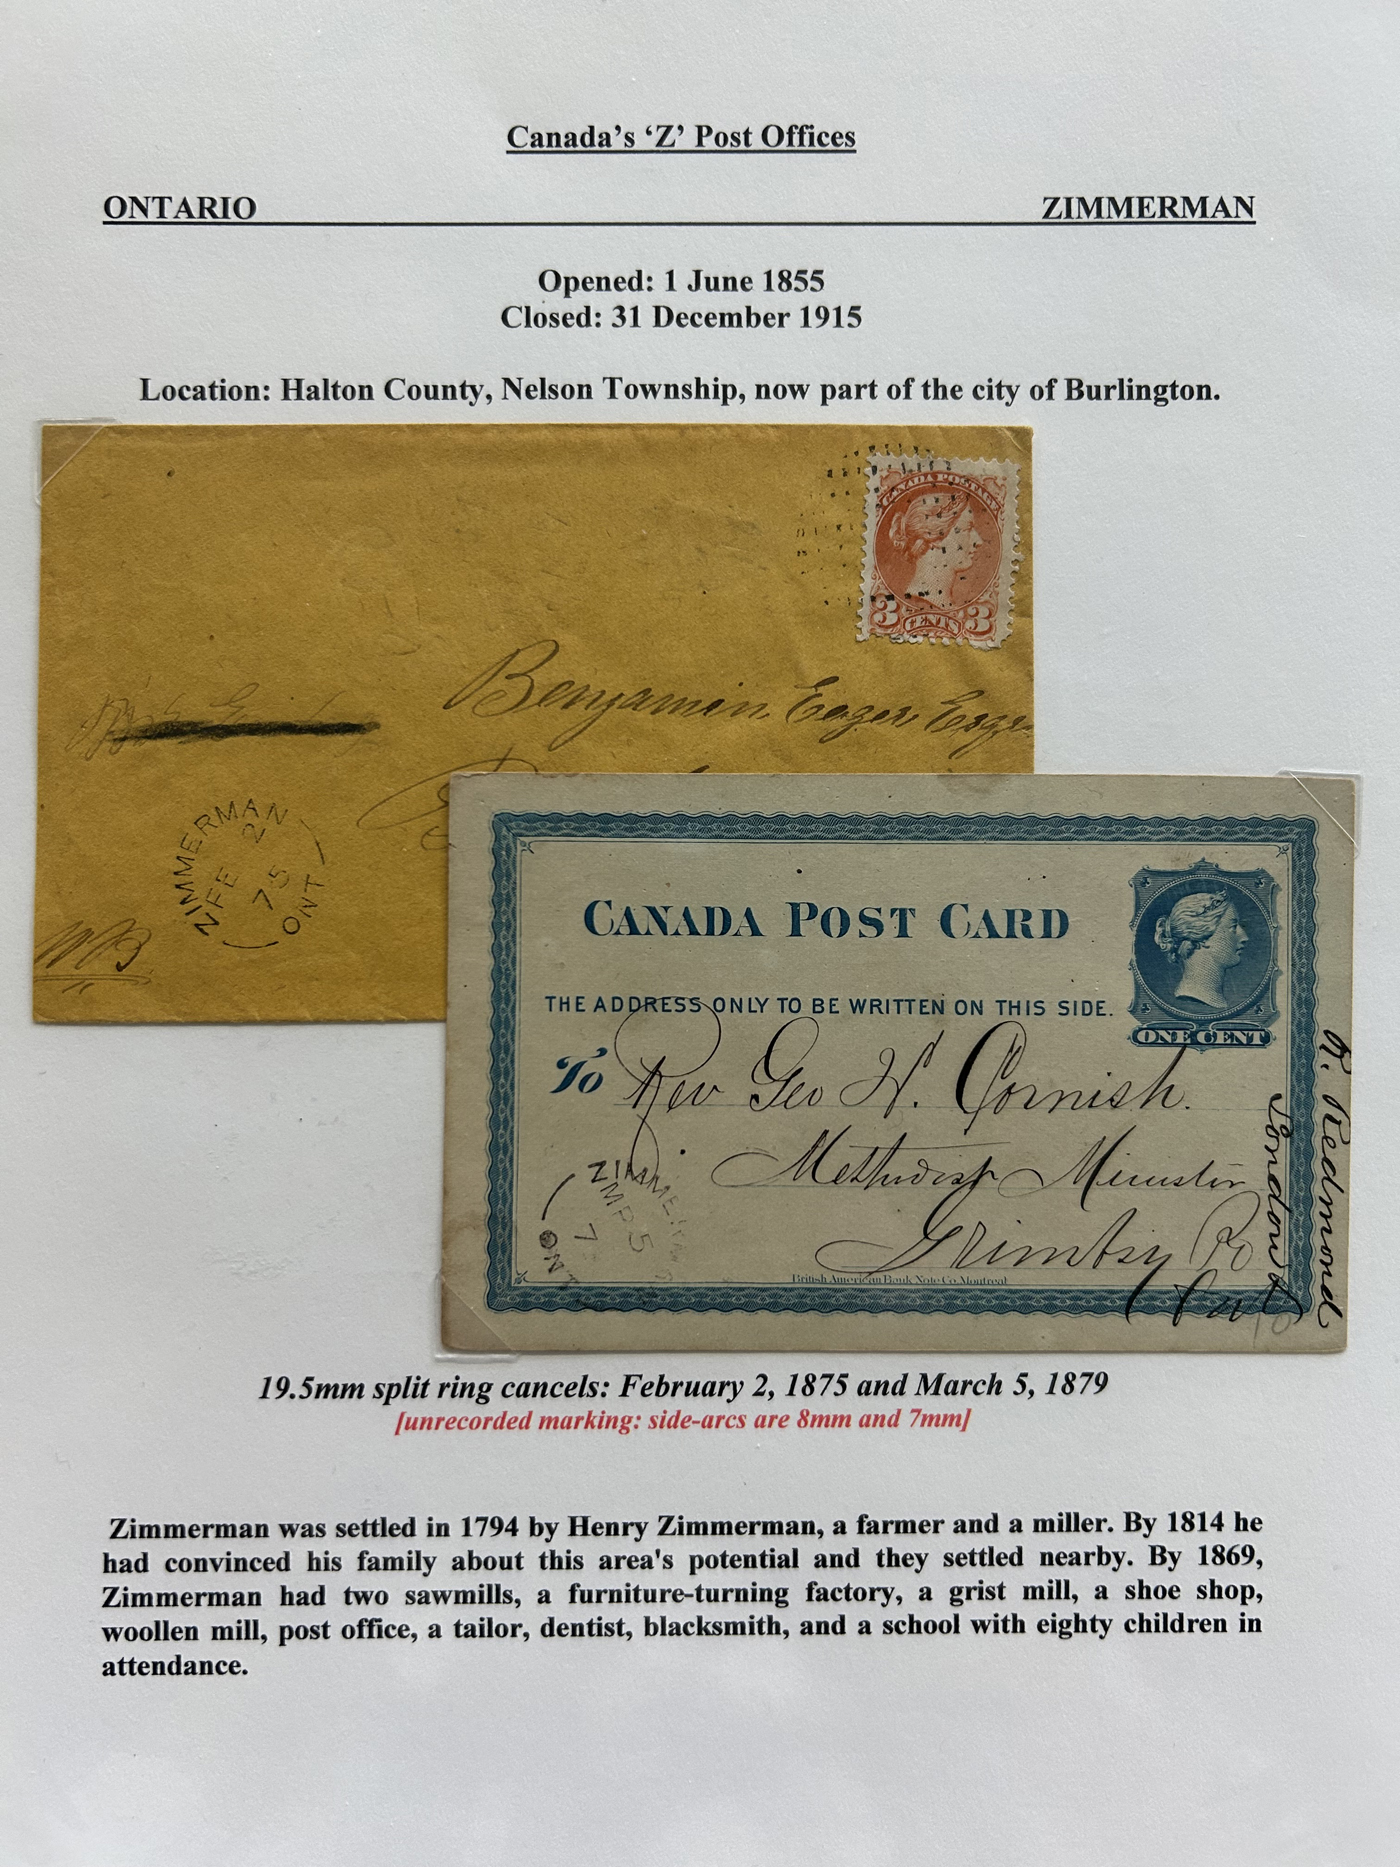 Canada's ‘Z’ Post Offices
ONTARIO ZIMMERMAN
Opened: 1 June 1855
Closed: 31 December 1915
Location: Halton County, Nelson Township, now part of the city of Burlington.
CANADA POSTAGE
3 CENTS 3
Benjamin Eager Esqr
ZIMMERMAN
FE 2
75
ONT
CANADA POST CARD
THE ADDRESS ONLY TO BE WRITTEN ON THIS SIDE.
ONE CENT
To Rev Geo H. Cornish.
Methodist Minister
Grimsby Po
Ont
R. Redmond
London
ZIMMERMAN
MR 5
7
ONT
British American Bank Note Co. Montreal
19.5mm split ring cancels: February 2, 1875 and March 5, 1879
[unrecorded marking: side-arcs are 8mm and 7mm]
Zimmerman was settled in 1794 by Henry Zimmerman, a farmer and a miller. By 1814 he
had convinced his family about this area's potential and they settled nearby. By 1869,
Zimmerman had two sawmills, a furniture-turning factory, a grist mill, a shoe shop,
woollen mill, post office, a tailor, dentist, blacksmith, and a school with eighty children in
attendance.